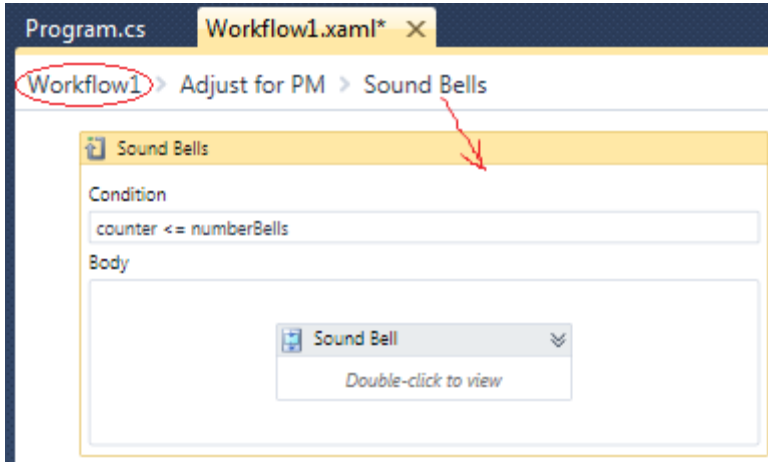 Program.cs Workflow1.xaml*
Workflow1 > Adjust for PM > Sound Bells
Sound Bells
Condition
counter <= numberBells
Body
Sound Bell
Double-click to view